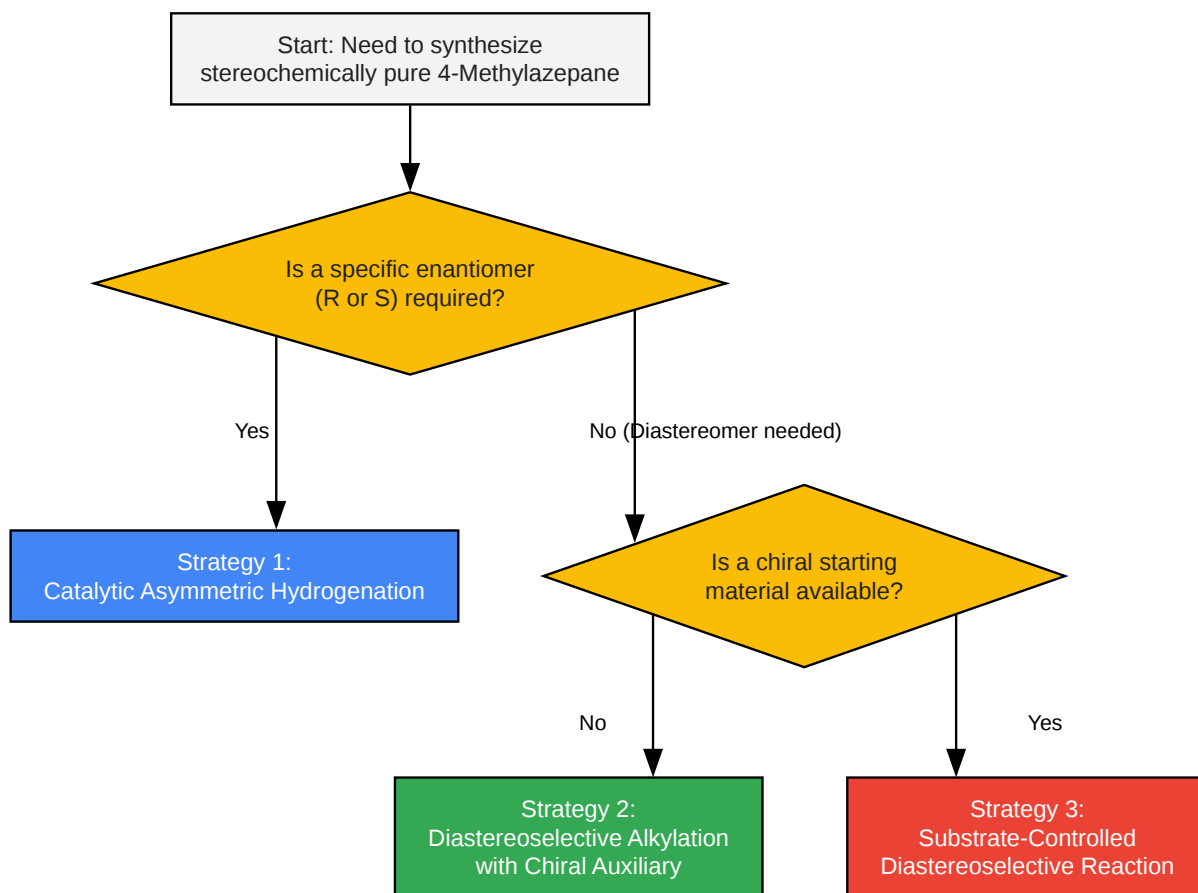 Start: Need to synthesize
stereochemically pure 4-Methylazepane
Is a specific enantiomer
(R or S) required?
Yes
No (Diastereomer needed)
Strategy 1:
Catalytic Asymmetric Hydrogenation
Is a chiral starting
material available?
No
Yes
Strategy 2:
Diastereoselective Alkylation
with Chiral Auxiliary
Strategy 3:
Substrate-Controlled
Diastereoselective Reaction